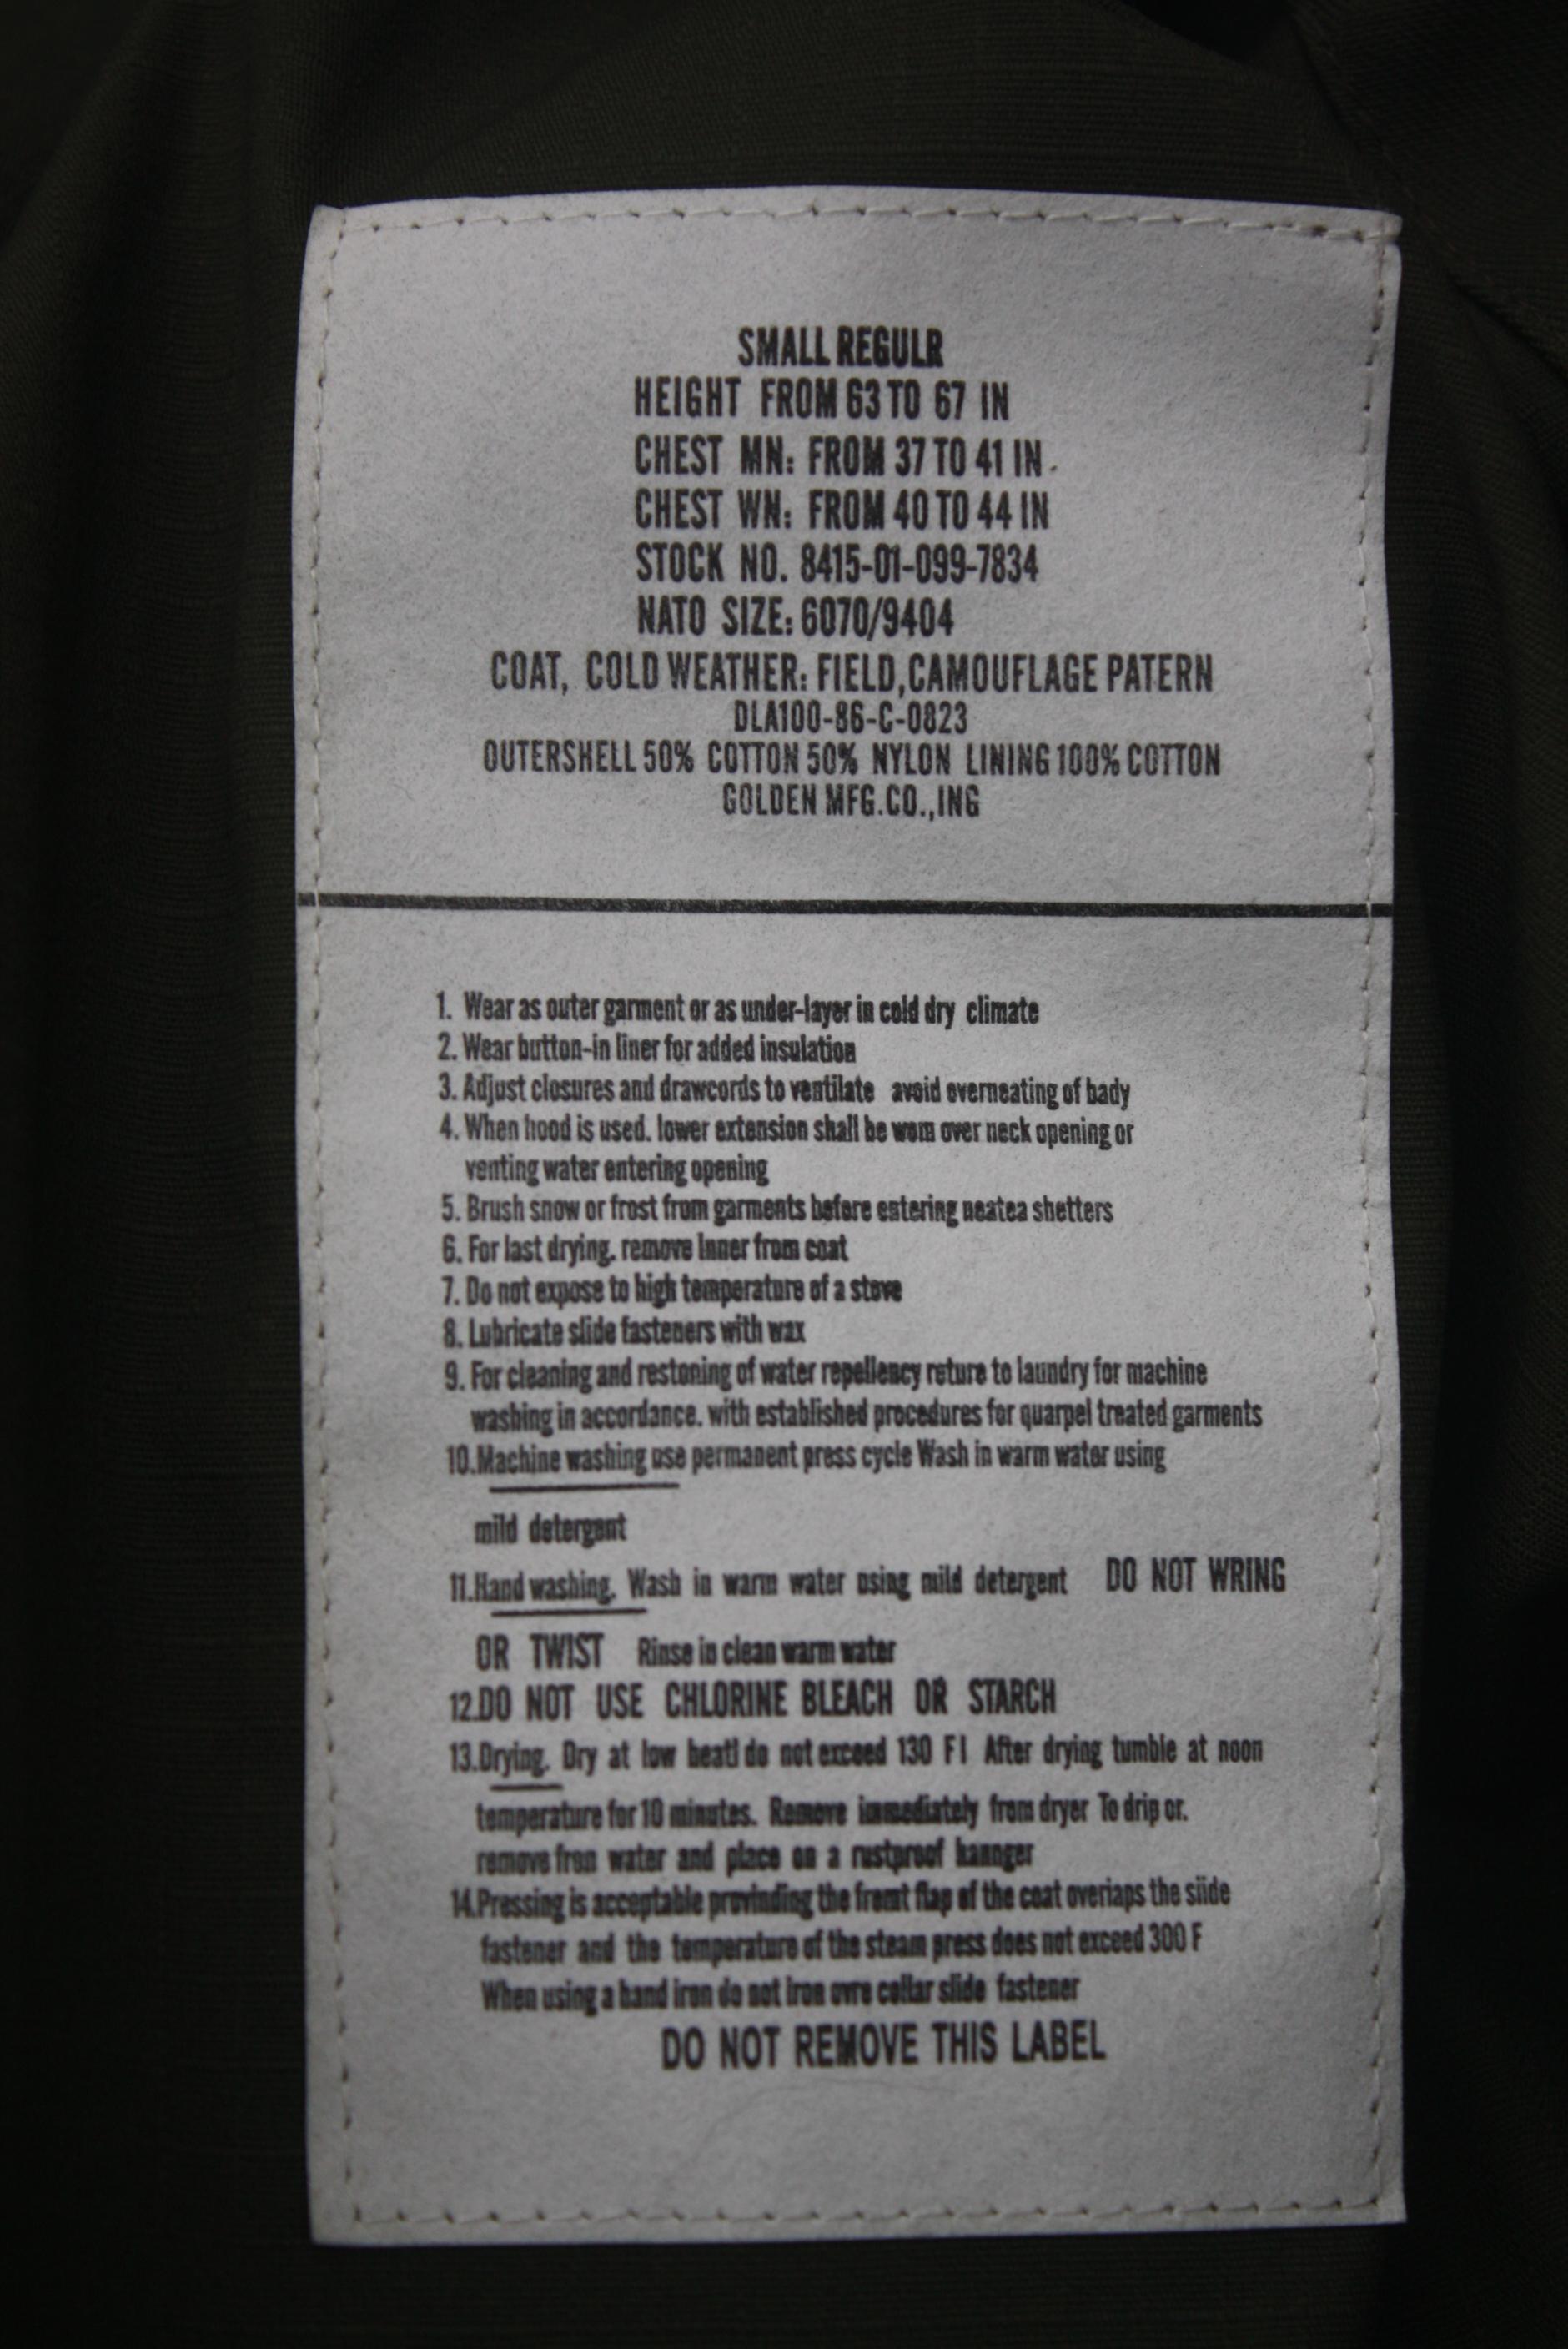 SMALL REGULR
HEIGHT FROM 63 TO 67 IN
CHEST MN: FROM 37 TO 41 IN.
CHEST WN: FROM 40 TO 44 IN
STOCK NO. 8415-01-099-7834
NATO SIZE: 6070/9404
COAT, COLD WEATHER: FIELD,CAMOUFLAGE PATERN
DLA100-86-C-0823
OUTERSHELL 50% COTTON 50% NYLON LINING 100% COTTON
GOLDEN MFG.CO.,ING
1. Wear as outer garment or as under-layer in cold dry climate
2. Wear button-in liner for added insulation
3. Adjust closures and drawcords to ventilate avoid overneating of bady
4. When hood is used. lower extension shall be wom over neck opening or
venting water entering opening
5. Brush snow or frost from garments before entering neatea shetters
6. For last drying. remove lnner from coat
7. Do not expose to high temperature of a stove
8. Lubricate slide fasteners with wax
9. For cleaning and restoning of water repellency reture to laundry for machine
washing in accordance. with established procedures for quarpel treated garments
10.Machine washing use permanent press cycle Wash in warm water using
mild detergent
11.Hand washing. Wash in warm water using mild detergent DO NOT WRING
OR TWIST Rinse in clean warm water
12.DO NOT USE CHLORINE BLEACH OR STARCH
13.Drying. Dry at low heatl do not exceed 130 F I After drying tumble at noon
temperature for 10 minutes. Remove immediately from dryer To drip or.
remove fron water and place on a rustproof hannger
14.Pressing is acceptable provinding the fromt flap of the coat overiaps the siide
fastener and the temperature of the steam press does not exceed 300 F
When using a hand iron do not iron ovre collar slide fastener
DO NOT REMOVE THIS LABEL